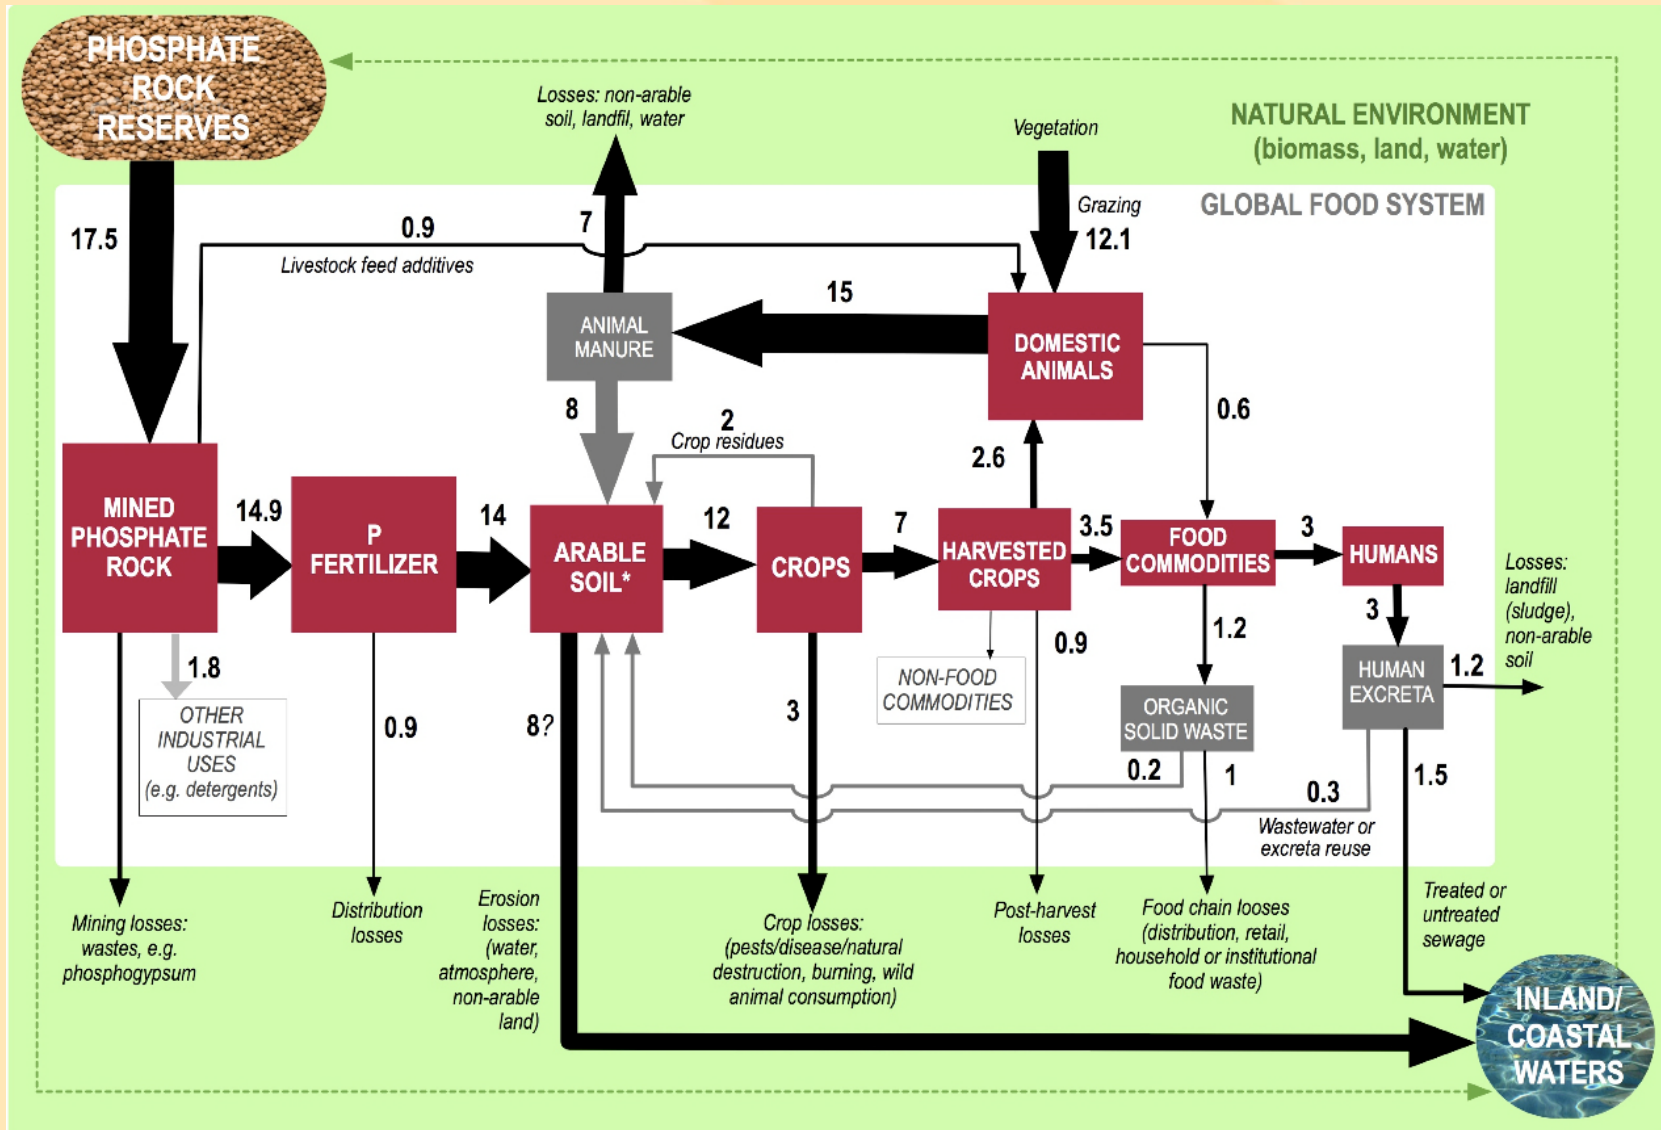 PHOSPHATE
ROCK
RESERVES
Losses: non-arable
soil, landfil, water
Vegetation
NATURAL ENVIRONMENT
(biomass, land, water)
GLOBAL FOOD SYSTEM
17.5
0.9
Livestock feed additives
7
Grazing
12.1
15
ANIMAL
MANURE
DOMESTIC
ANIMALS
8
2
Crop residues
0.6
2.6
MINED
PHOSPHATE
ROCK
14.9
P
FERTILIZER
14
ARABLE
SOIL*
12
CROPS
7
HARVESTED
CROPS
3.5
FOOD
COMMODITIES
3
HUMANS
Losses:
landfill
(sludge),
non-arable
soil
3
1.2
0.9
1.8
OTHER
INDUSTRIAL
USES
(e.g. detergents)
0.9
8?
3
NON-FOOD
COMMODITIES
ORGANIC
SOLID WASTE
HUMAN
EXCRETA
1.2
0.2
1
0.3
1.5
Wastewater or
excreta reuse
Mining losses:
wastes, e.g.
phosphogypsum
Distribution
losses
Erosion
losses:
(water,
atmosphere,
non-arable
land)
Crop losses:
(pests/disease/natural
destruction, burning, wild
animal consumption)
Post-harvest
losses
Food chain looses
(distribution, retail,
household or institutional
food waste)
Treated or
untreated
sewage
INLAND/
COASTAL
WATERS